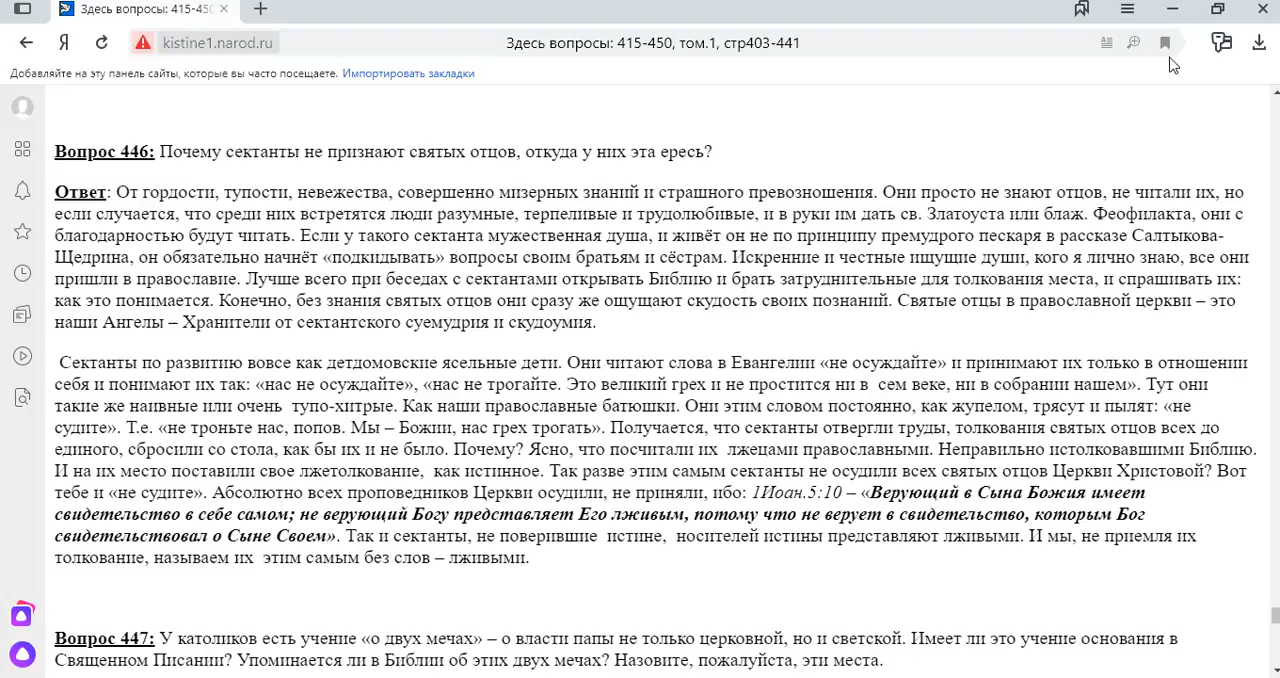 Здесь вопросы: 415-450
kistine1.narod.ru
Здесь вопросы: 415-450, том.1, стр403-441
Добавляйте на эту панель сайты, которые вы часто посещаете. Импортировать закладки
Вопрос 446: Почему сектанты не признают святых отцов, откуда у них эта ересь?
Ответ: От гордости, тупости, невежества, совершенно мизерных знаний и страшного превозношения. Они просто не знают отцов, не читали их, но
если случается, что среди них встретятся люди разумные, терпеливые и трудолюбивые, и в руки им дать св. Златоуста или блаж. Феофилакта, они с
благодарностью будут читать. Если у такого сектанта мужественная душа, и живёт он не по принципу премудрого пескаря в рассказе Салтыкова-
Щедрина, он обязательно начнёт «подкидывать» вопросы своим братьям и сёстрам. Искренние и честные ищущие души, кого я лично знаю, все они
пришли в православие. Лучше всего при беседах с сектантами открывать Библию и брать затруднительные для толкования места, и спрашивать их:
как это понимается. Конечно, без знания святых отцов они сразу же ощущают скудость своих познаний. Святые отцы в православной церкви – это
наши Ангелы – Хранители от сектантского суемудрия и скудоумия.
Сектанты по развитию вовсе как детдомовские ясельные дети. Они читают слова в Евангелии «не осуждайте» и принимают их только в отношении
себя и понимают их так: «нас не осуждайте», «нас не трогайте. Это великий грех и не простится ни в сем веке, ни в собрании нашем». Тут они
такие же наивные или очень тупо-хитрые. Как наши православные батюшки. Они этим словом постоянно, как жупелом, трясут и пылят: «не
судите». Т.е. «не троньте нас, попов. Мы – Божии, нас грех трогать». Получается, что сектанты отвергли труды, толкования святых отцов всех до
единого, сбросили со стола, как бы их и не было. Почему? Ясно, что посчитали их лжецами православными. Неправильно истолковавшими Библию.
И на их место поставили свое лжетолкование, как истинное. Так разве этим самым сектанты не осудили всех святых отцов Церкви Христовой? Вот
тебе и «не судите». Абсолютно всех проповедников Церкви осудили, не приняли, ибо: 1Иоан.5:10 – «Верующий в Сына Божия имеет
свидетельство в себе самом; не верующий Богу представляет Его лживым, потому что не верует в свидетельство, которым Бог
свидетельствовал о Сыне Своем». Так и сектанты, не поверившие истине, носителей истины представляют лживыми. И мы, не приемля их
толкование, называем их этим самым без слов – лживыми.
Вопрос 447: У католиков есть учение «о двух мечах» – о власти папы не только церковной, но и светской. Имеет ли это учение основания в
Священном Писании? Упоминается ли в Библии об этих двух мечах? Назовите, пожалуйста, эти места.